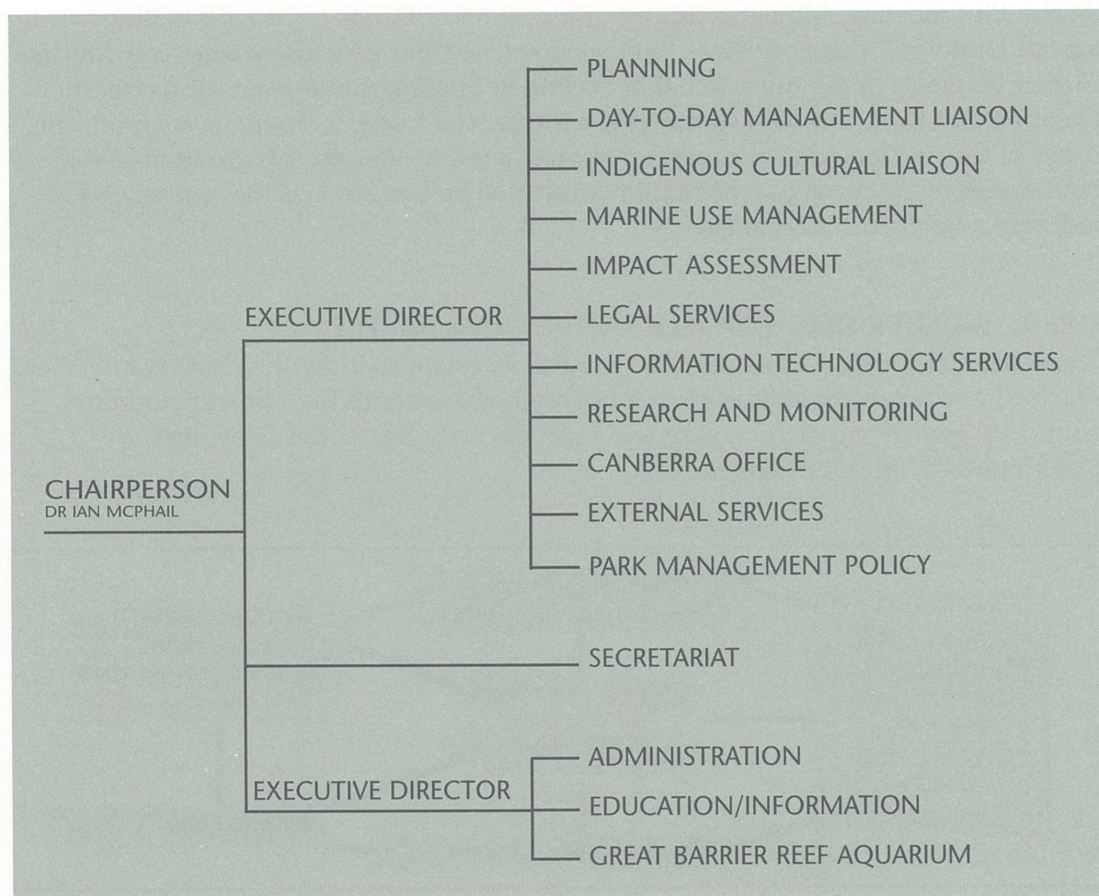 PLANNING
DAY-TO-DAY MANAGEMENT LIAISON
INDIGENOUS CULTURAL LIAISON
MARINE USE MANAGEMENT
IMPACT ASSESSMENT
EXECUTIVE DIRECTOR
LEGAL SERVICES
INFORMATION TECHNOLOGY SERVICES
RESEARCH AND MONITORING
CANBERRA OFFICE
CHAIRPERSON
DR IAN MCPHAIL
EXTERNAL SERVICES
PARK MANAGEMENT POLICY
SECRETARIAT
ADMINISTRATION
EXECUTIVE DIRECTOR
EDUCATION/INFORMATION
GREAT BARRIER REEF AQUARIUM